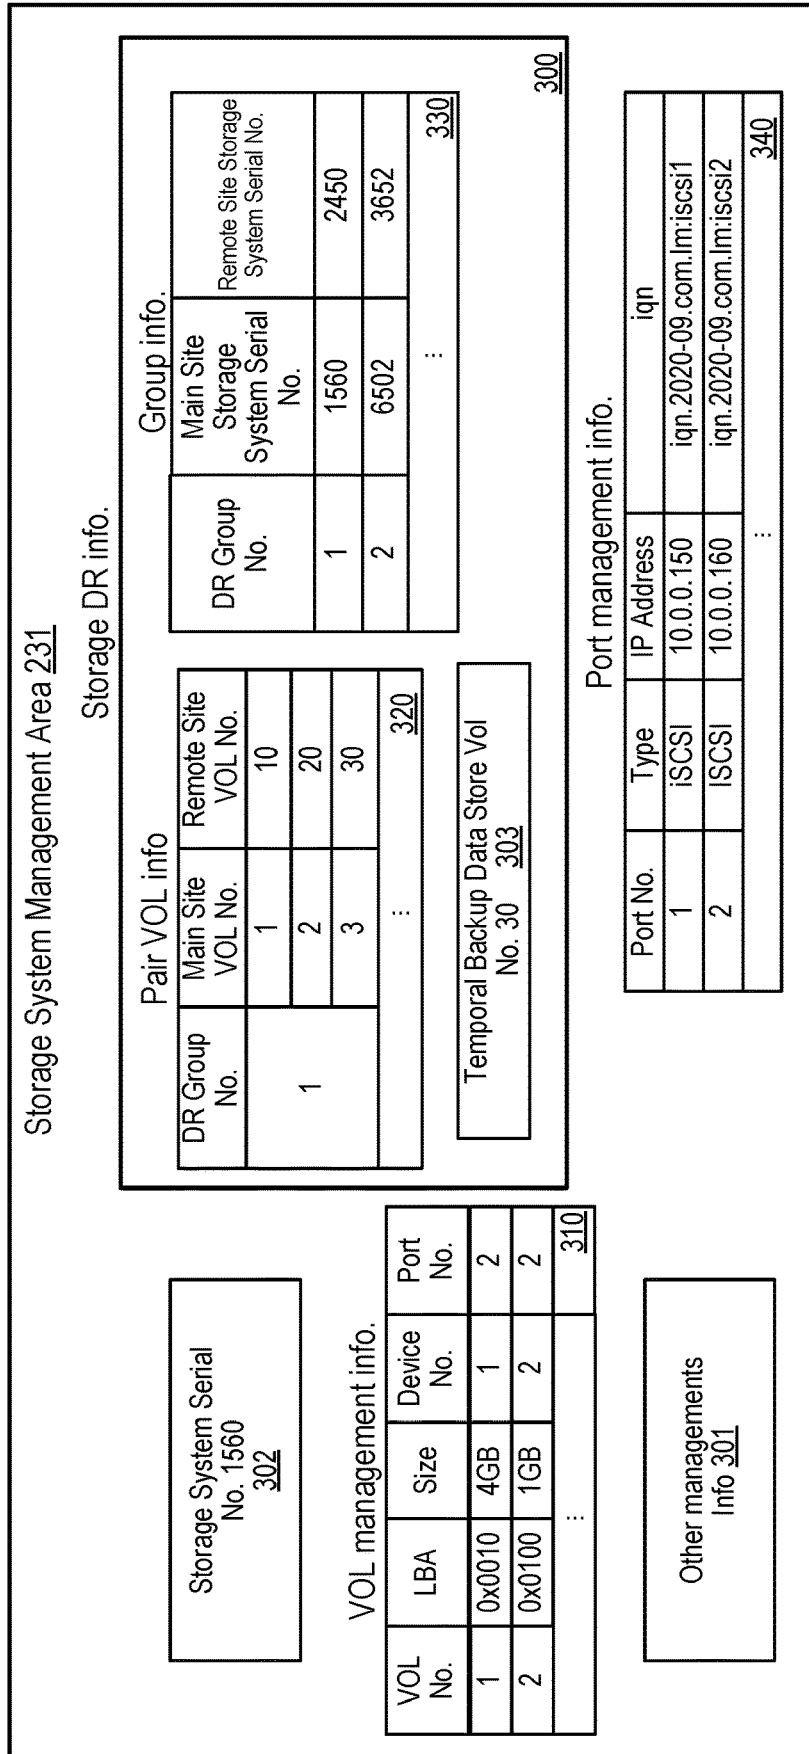 Storage System Management Area 231
Storage System Serial
No. 1560
302
VOL management info.
VOL No. LBA Size Device No. Port No.
1 0x0010 4GB 1 2
2 0x0100 1GB 2 2
... 310
Other managements
Info 301
Storage DR info.
Pair VOL info
DR Group No. Main Site VOL No. Remote Site VOL No.
1 1 10
2 20
3 30
... 320
Temporal Backup Data Store Vol
No. 30 303
Group info.
DR Group No. Main Site Storage System Serial No. Remote Site Storage System Serial No.
1 1560 2450
2 6502 3652
... 330
300
Port management info.
Port No. Type IP Address iqn
1 iSCSI 10.0.0.150 iqn.2020-09.com.lm:iscsi1
2 ISCSI 10.0.0.160 iqn.2020-09.com.lm:iscsi2
... 340